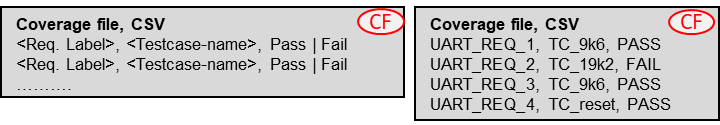 Coverage file, CSV
CF
<Req. Label>, <Testcase-name>, Pass | Fail
<Req. Label>, <Testcase-name>, Pass | Fail
……….
Coverage file, CSV
CF
UART_REQ_1, TC_9k6, PASS
UART_REQ_2, TC_19k2, FAIL
UART_REQ_3, TC_9k6, PASS
UART_REQ_4, TC_reset, PASS